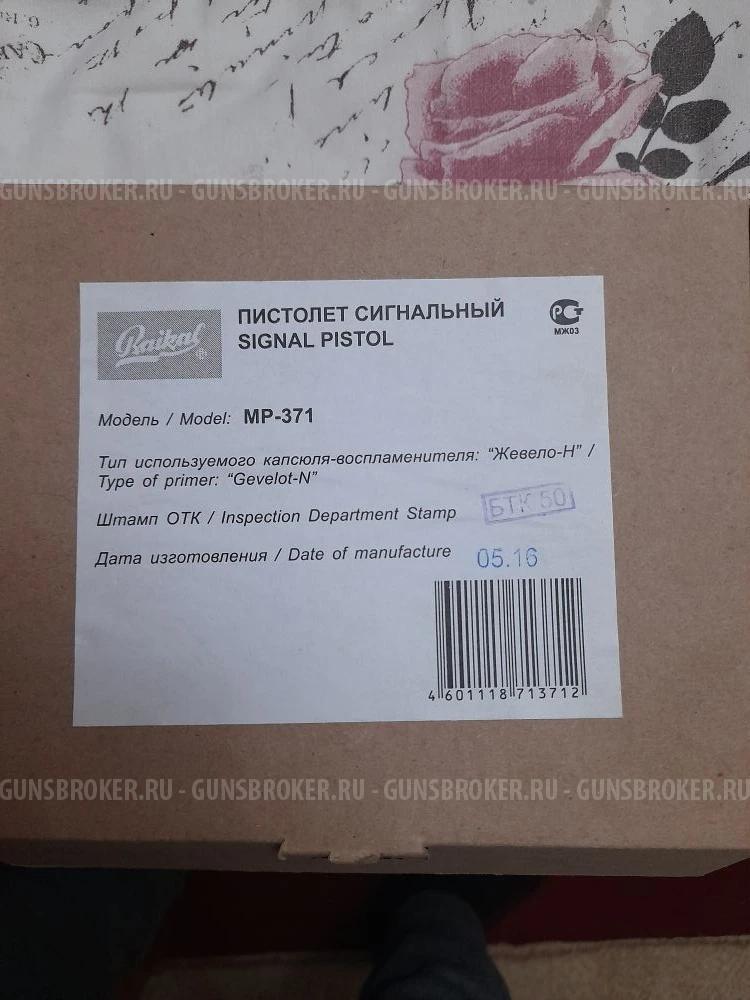 GUNSBROKER.RU - GUNSBROKER.RU - GUNSBROKER.RU - GUNSBROKER.RU
Baikal ®
ПИСТОЛЕТ СИГНАЛЬНЫЙ
SIGNAL PISTOL
РСТ
МЖ03
Модель / Model: MP-371
Тип используемого капсюля-воспламенителя: "Жевело-Н" /
Type of primer: "Gevelot-N"
Штамп ОТК / Inspection Department Stamp БТК 50
Дата изготовления / Date of manufacture 05.16
4 601118 713712
GUNSBROKER.RU - GUNSBROKER.RU - GUNSBROKER.RU - GUNSBROKER.RU